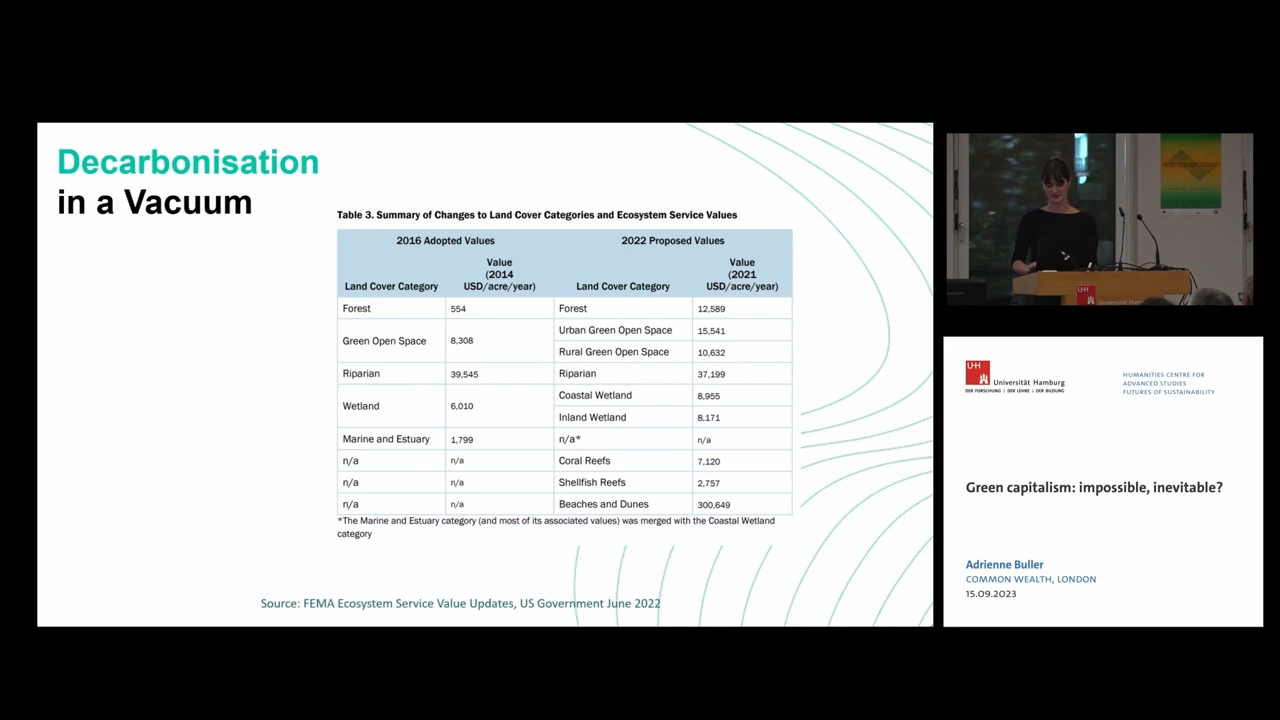 Decarbonisation
in a Vacuum
Table 3. Summary of Changes to Land Cover Categories and Ecosystem Service Values
2016 Adopted Values 2022 Proposed Values
Land Cover Category Value (2014 USD/acre/year) Land Cover Category Value (2021 USD/acre/year)
Forest 554 Forest 12,589
Green Open Space 8,308 Urban Green Open Space 15,541
Rural Green Open Space 10,632
Riparian 39,545 Riparian 37,199
Wetland 6,010 Coastal Wetland 8,955
Inland Wetland 8,171
Marine and Estuary 1,799 n/a* n/a
n/a n/a Coral Reefs 7,120
n/a n/a Shellfish Reefs 2,757
n/a n/a Beaches and Dunes 300,649
*The Marine and Estuary category (and most of its associated values) was merged with the Coastal Wetland
category
Source: FEMA Ecosystem Service Value Updates, US Government June 2022
UH
Universität Hamburg
UH
Universität Hamburg
DER FORSCHUNG | DER LEHRE | DER BILDUNG
HUMANITIES CENTRE FOR
ADVANCED STUDIES
FUTURES OF SUSTAINABILITY
Green capitalism: impossible, inevitable?
Adrienne Buller
COMMON WEALTH, LONDON
15.09.2023